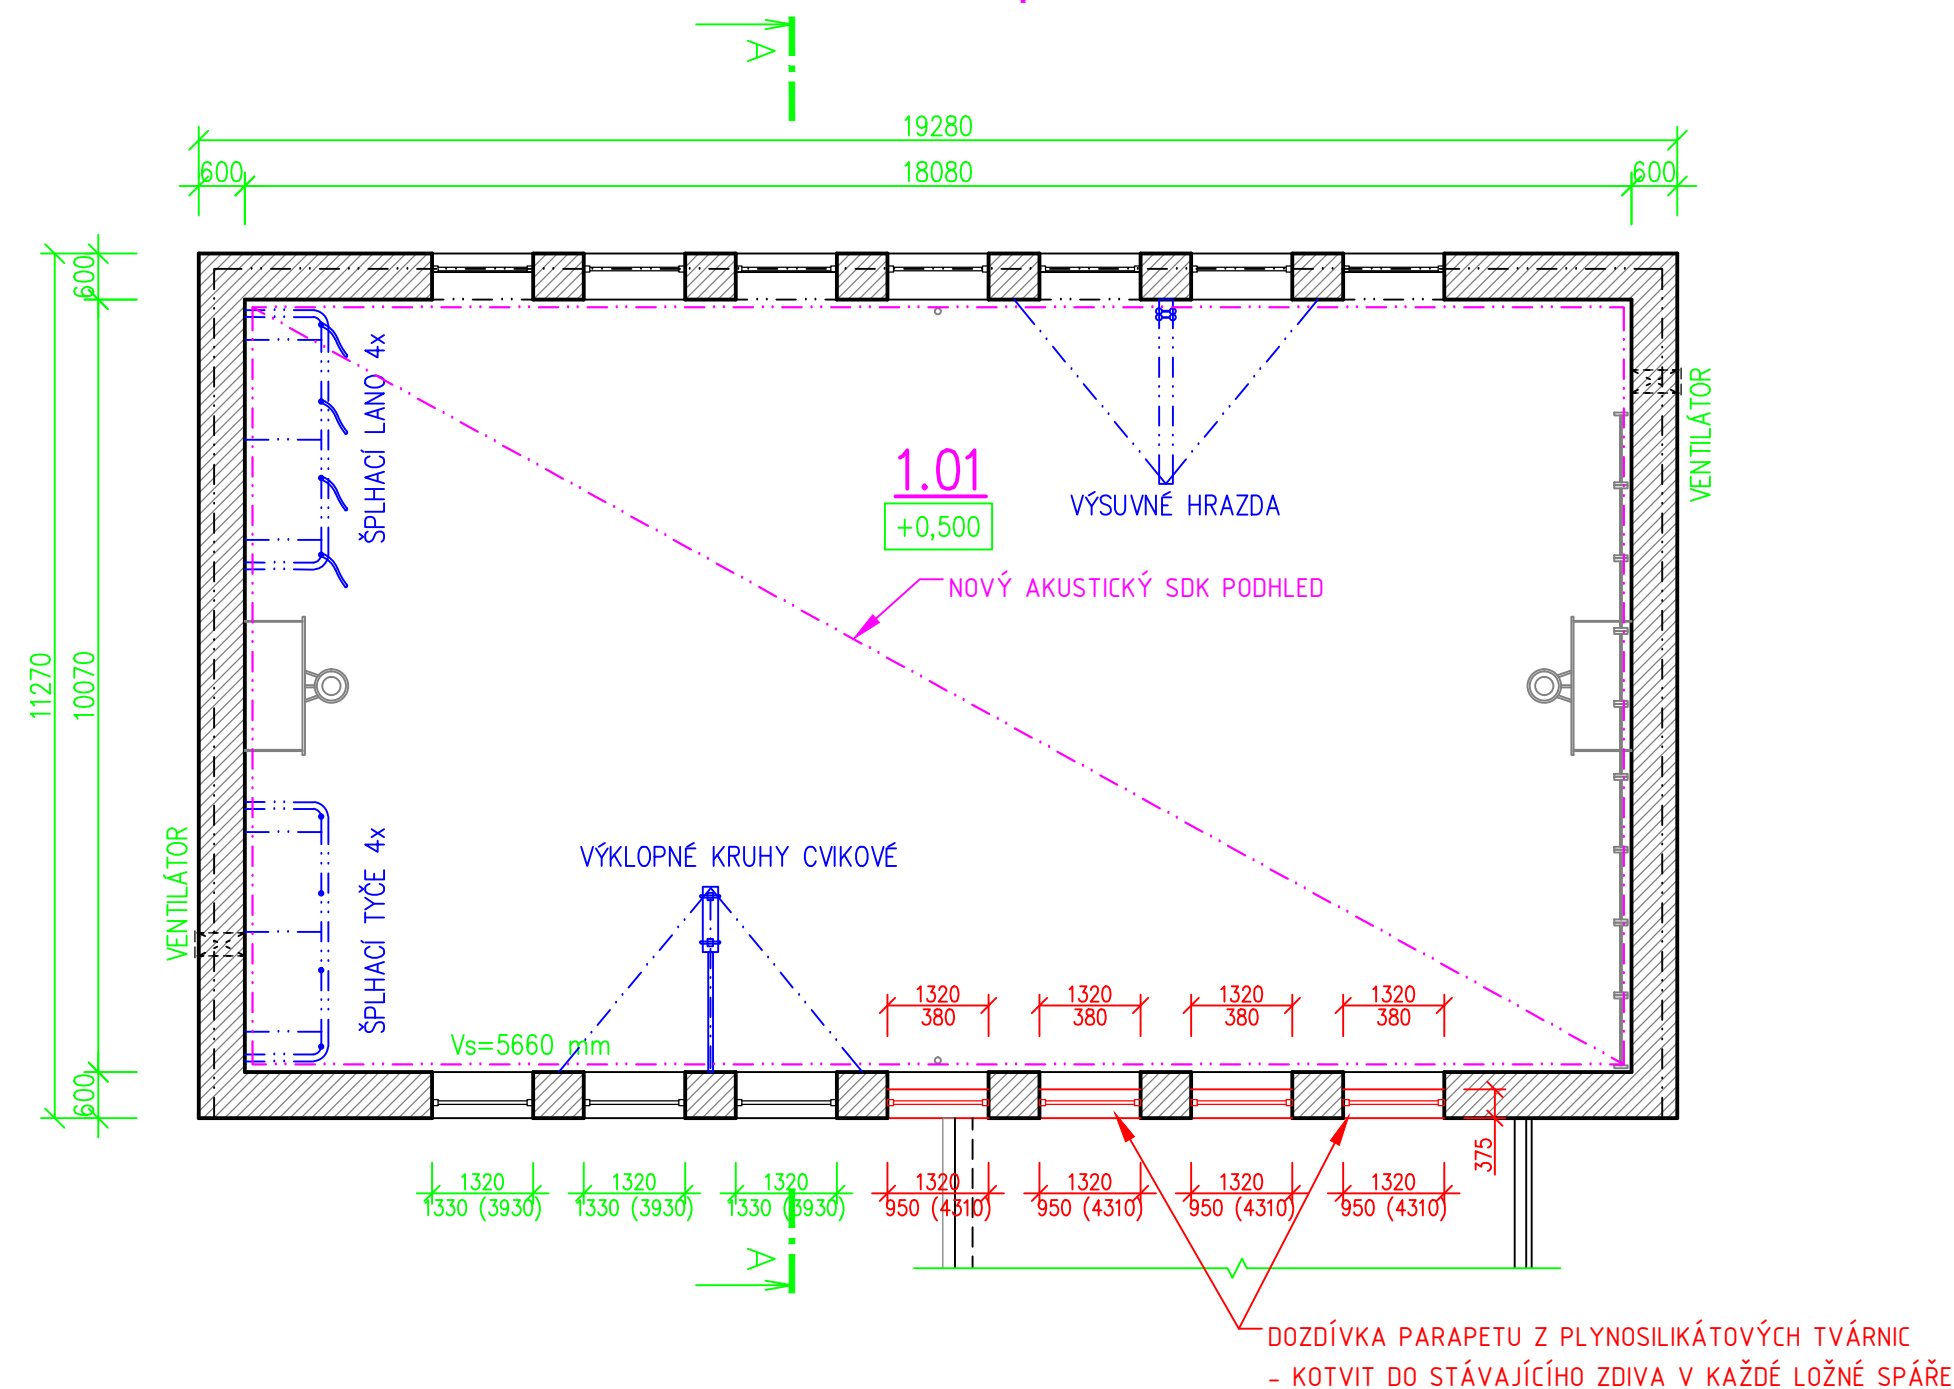 A
19280
600
18080
600
600
11270
10070
600
ŠPLHACÍ LANO 4x
VENTILÁTOR
1.01
+0,500
VÝSUVNÉ HRAZDA
NOVÝ AKUSTICKÝ SDK PODHLED
VENTILÁTOR
ŠPLHACÍ TYČE 4x
VÝKLOPNÉ KRUHY CVIKOVÉ
Vs=5660 mm
1320
380
1320
380
1320
380
1320
380
375
1320
1330 (3930)
1320
1330 (3930)
1320
1330 (3930)
1320
950 (4310)
1320
950 (4310)
1320
950 (4310)
1320
950 (4310)
A
DOZDÍVKA PARAPETU Z PLYNOSILIKÁTOVÝCH TVÁRNIC
- KOTVIT DO STÁVAJÍCÍHO ZDIVA V KAŽDÉ LOŽNÉ SPÁŘE